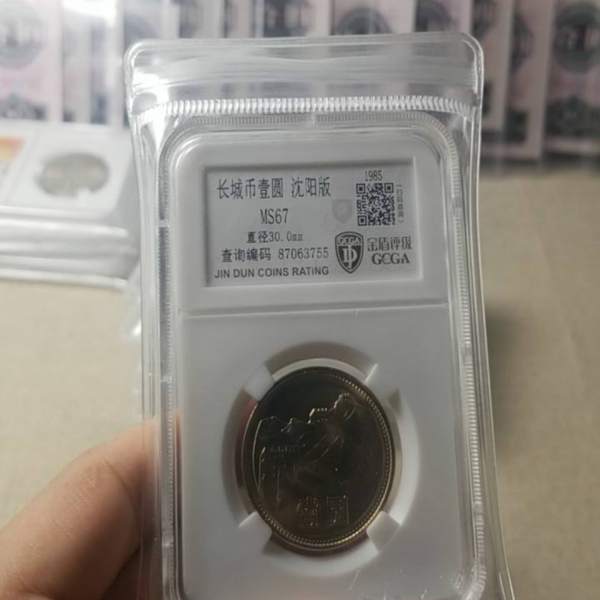 1985
长城币壹圆 沈阳版
MS67
直径30.0mm
查询编码 87063755
JIN DUN COINS RATING
GCGA
金盾评级
GCGA
壹圆